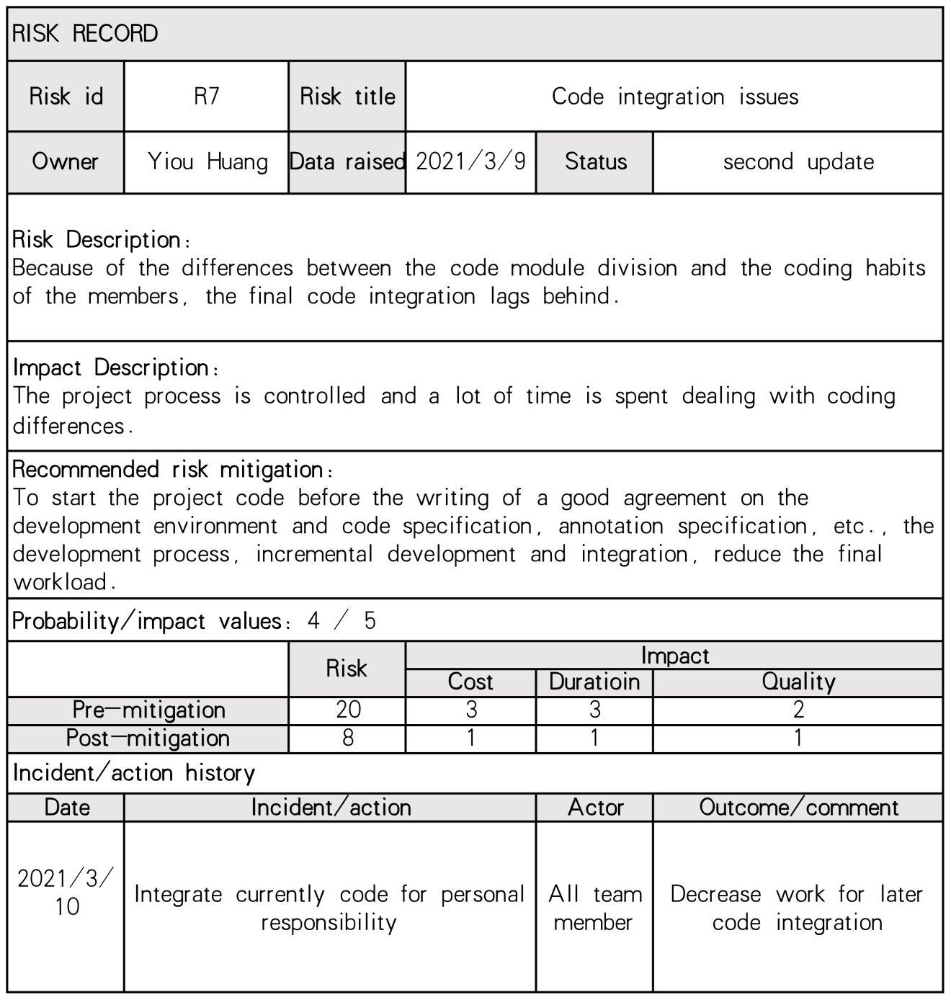 RISK RECORD
Risk id R7 Risk title Code integration issues
Owner Yiou Huang Data raised 2021/3/9 Status second update
Risk Description:
Because of the differences between the code module division and the coding habits
of the members, the final code integration lags behind.
Impact Description:
The project process is controlled and a lot of time is spent dealing with coding
differences.
Recommended risk mitigation:
To start the project code before the writing of a good agreement on the
development environment and code specification, annotation specification, etc., the
development process, incremental development and integration, reduce the final
workload.
Probability/impact values: 4 / 5
Risk Impact
Cost Duratioin Quality
Pre-mitigation 20 3 3 2
Post-mitigation 8 1 1 1
Incident/action history
Date Incident/action Actor Outcome/comment
2021/3/
10
Integrate currently code for personal
responsibility
All team
member
Decrease work for later
code integration